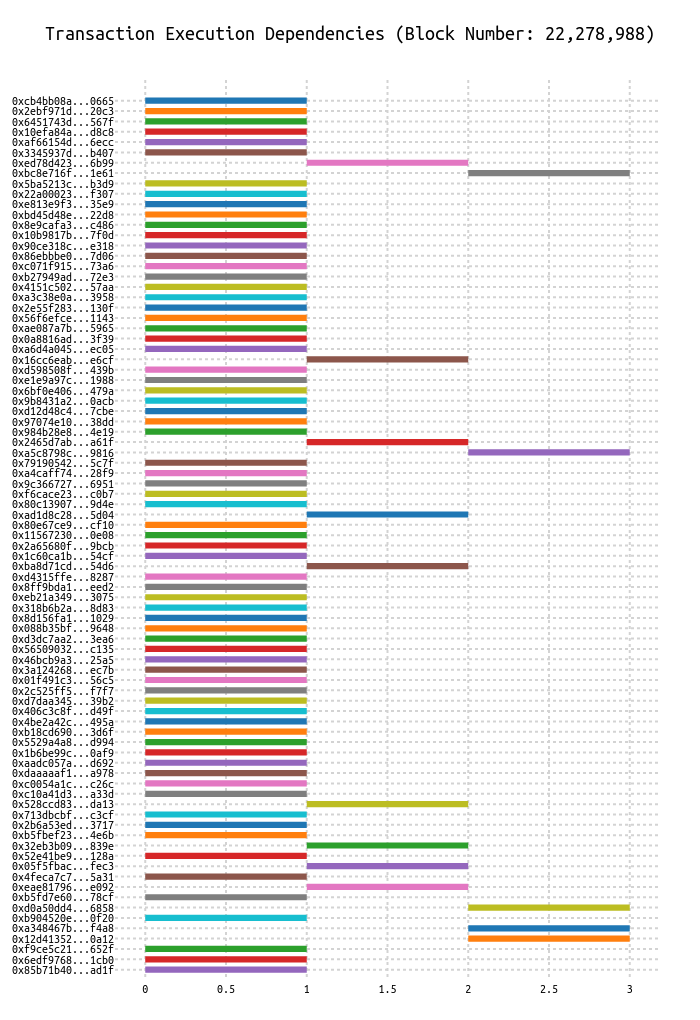 Transaction Execution Dependencies (Block Number: 22,278,988)
0xcb4bb08a...0665
0x2ebf971d...20c3
0x6451743d...567f
0x10efa84a...d8c8
0xaf66154d...6ecc
0x3345937d...b407
0xed78d423...6b99
0xbc8e716f...1e61
0x5ba5213c...b3d9
0x22a00023...f307
0xe813e9f3...35e9
0xbd45d48e...22d8
0x8e9cafa3...c486
0x10b9817b...7f0d
0x90ce318c...e318
0x86ebbbe0...7d06
0xc071f915...73a6
0xb27949ad...72e3
0x4151c502...57aa
0xa3c38e0a...3958
0x2e55f283...130f
0x56f6efce...1143
0xae087a7b...5965
0x0a8816ad...3f39
0xa6d4a045...ec05
0x16cc6eab...e6cf
0xd598508f...439b
0xe1e9a97c...1988
0x6bf0e406...479a
0x9b8431a2...0acb
0xd12d48c4...7cbe
0x97074e10...38dd
0x984b28e8...4e19
0x2465d7ab...a61f
0xa5c8798c...9816
0x79190542...5c7f
0xa4caff74...28f9
0x9c366727...6951
0xf6cace23...c0b7
0x80c13907...9d4e
0xad1d8c28...5d04
0x80e67ce9...cf10
0x11567230...0e08
0x2a65680f...9bcb
0x1c60ca1b...54cf
0xba8d71cd...54d6
0xd4315ffe...8287
0x8ff9bda1...eed2
0xeb21a349...3075
0x318b6b2a...8d83
0x8d156fa1...1029
0x088b35bf...9648
0xd3dc7aa2...3ea6
0x56509032...c135
0x46bcb9a3...25a5
0x3a124268...ec7b
0x01f491c3...56c5
0x2c525ff5...f7f7
0xd7daa345...39b2
0x406c3c8f...d49f
0x4be2a42c...495a
0xb18cd690...3d6f
0x5529a4a8...d994
0x1b6be99c...0af9
0xaadc057a...d692
0xdaaaaaf1...a978
0xc0054a1c...c26c
0xc10a41d3...a33d
0x528ccd83...da13
0x713dbcbf...c3cf
0x2b6a53ed...3717
0xb5fbef23...4e6b
0x32eb3b09...839e
0x52e41be9...128a
0x05f5fbac...fec3
0x4feca7c7...5a31
0xeae81796...e092
0xb5fd7e60...78cf
0xd0a50dd4...6858
0xb904520e...0f20
0xa348467b...f4a8
0x12d41352...0a12
0xf9ce5c21...652f
0x6edf9768...1cb0
0x85b71b40...ad1f
0 0.5 1 1.5 2 2.5 3